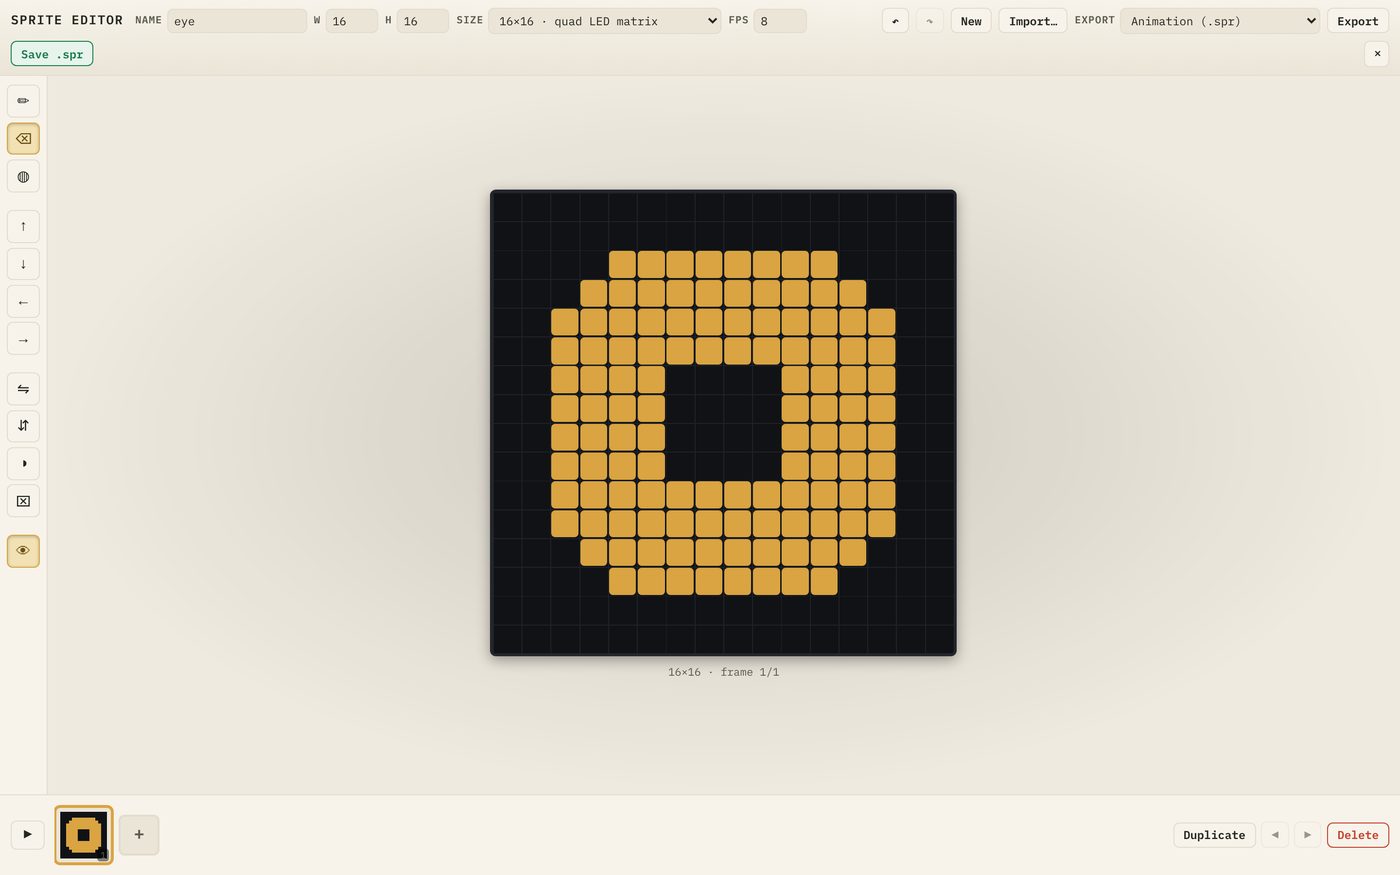 SPRITE EDITOR NAME eye W 16 H 16 SIZE 16×16 · quad LED matrix FPS 8 New Import… EXPORT Animation (.spr) Export
Save .spr ×
16×16 · frame 1/1
1
+ Duplicate Delete